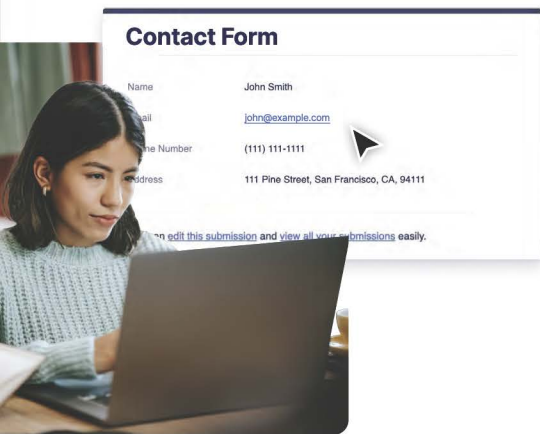 Contact Form
Name John Smith
john@example.com
Number (111) 111-1111
111 Pine Street, San Francisco, CA, 94111
edit this submission and view all your submissions easily.